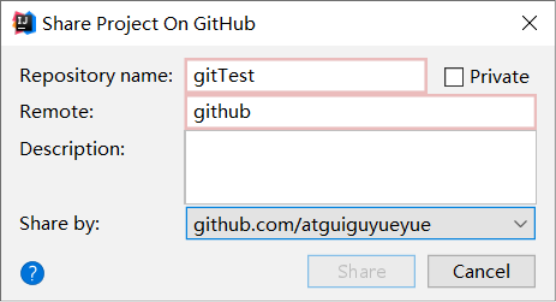 Share Project On GitHub
Repository name: gitTest Private
Remote: github
Description:
Share by: github.com/atguiguyueyue
? Share Cancel